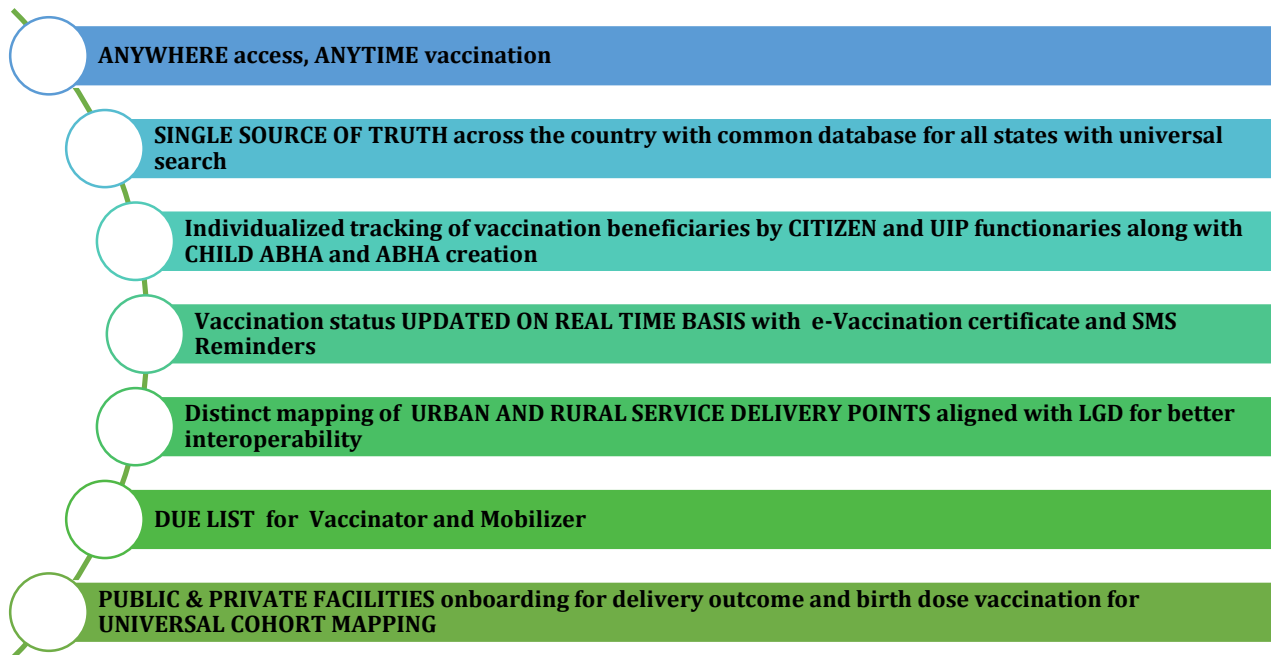 ANYWHERE access, ANYTIME vaccination
SINGLE SOURCE OF TRUTH across the country with common database for all states with universal
search
Individualized tracking of vaccination beneficiaries by CITIZEN and UIP functionaries along with
CHILD ABHA and ABHA creation
Vaccination status UPDATED ON REAL TIME BASIS with e-Vaccination certificate and SMS
Reminders
Distinct mapping of URBAN AND RURAL SERVICE DELIVERY POINTS aligned with LGD for better
interoperability
DUE LIST for Vaccinator and Mobilizer
PUBLIC & PRIVATE FACILITIES onboarding for delivery outcome and birth dose vaccination for
UNIVERSAL COHORT MAPPING